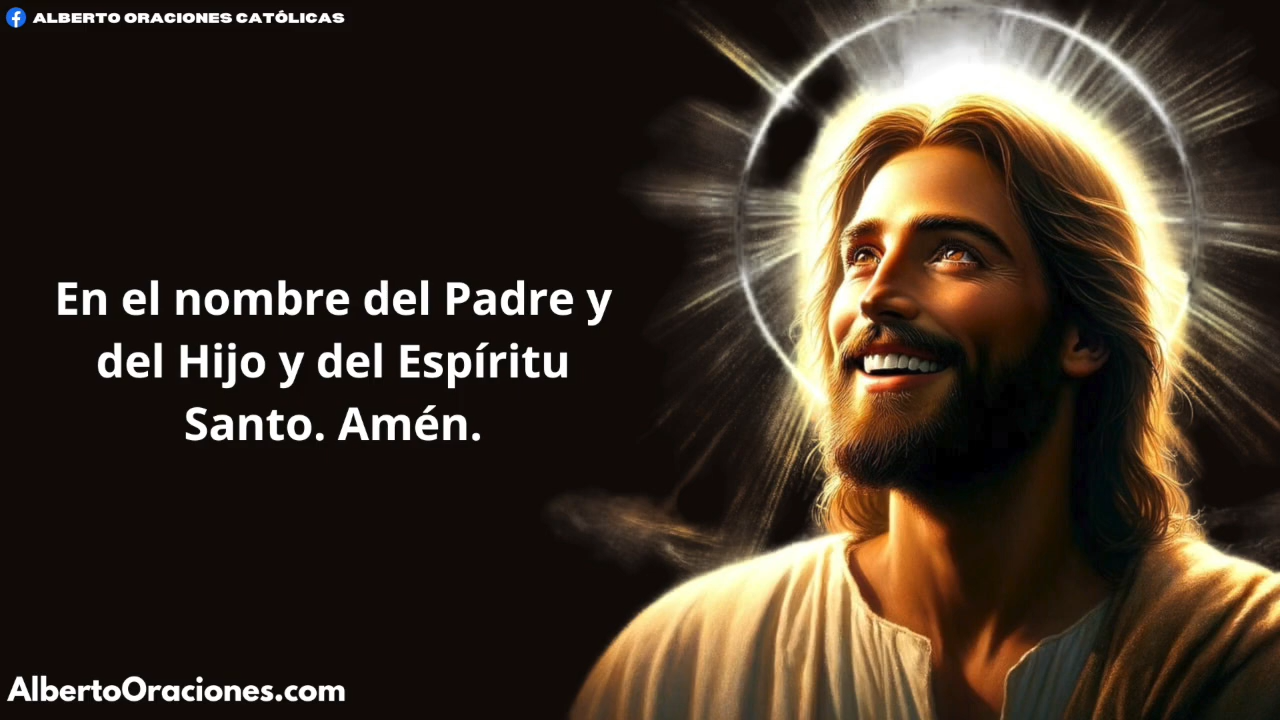 ALBERTO ORACIONES CATÓLICAS
En el nombre del Padre y
del Hijo y del Espíritu
Santo. Amén.
AlbertoOraciones.com